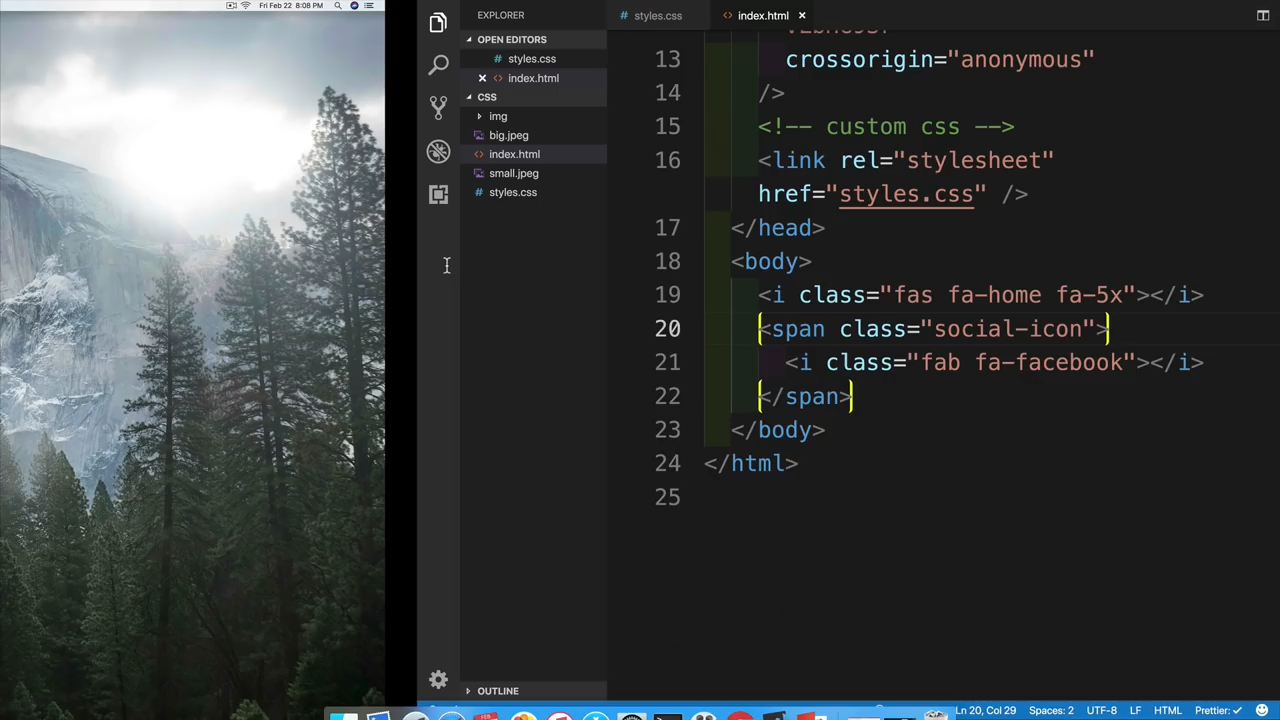 Fri Feb 22 8:08 PM
EXPLORER
OPEN EDITORS
# styles.css
× <> index.html
CSS
img
big.jpeg
<> index.html
small.jpeg
# styles.css
# styles.css
<> index.html ×
13 crossorigin="anonymous"
14 />
15 <!-- custom css -->
16 <link rel="stylesheet"
href="styles.css" />
17 </head>
18 <body>
19 <i class="fas fa-home fa-5x"></i>
20 <span class="social-icon">
21 <i class="fab fa-facebook"></i>
22 </span>
23 </body>
24 </html>
25
OUTLINE
Ln 20, Col 29 Spaces: 2 UTF-8 LF HTML Prettier: ✓
FEB